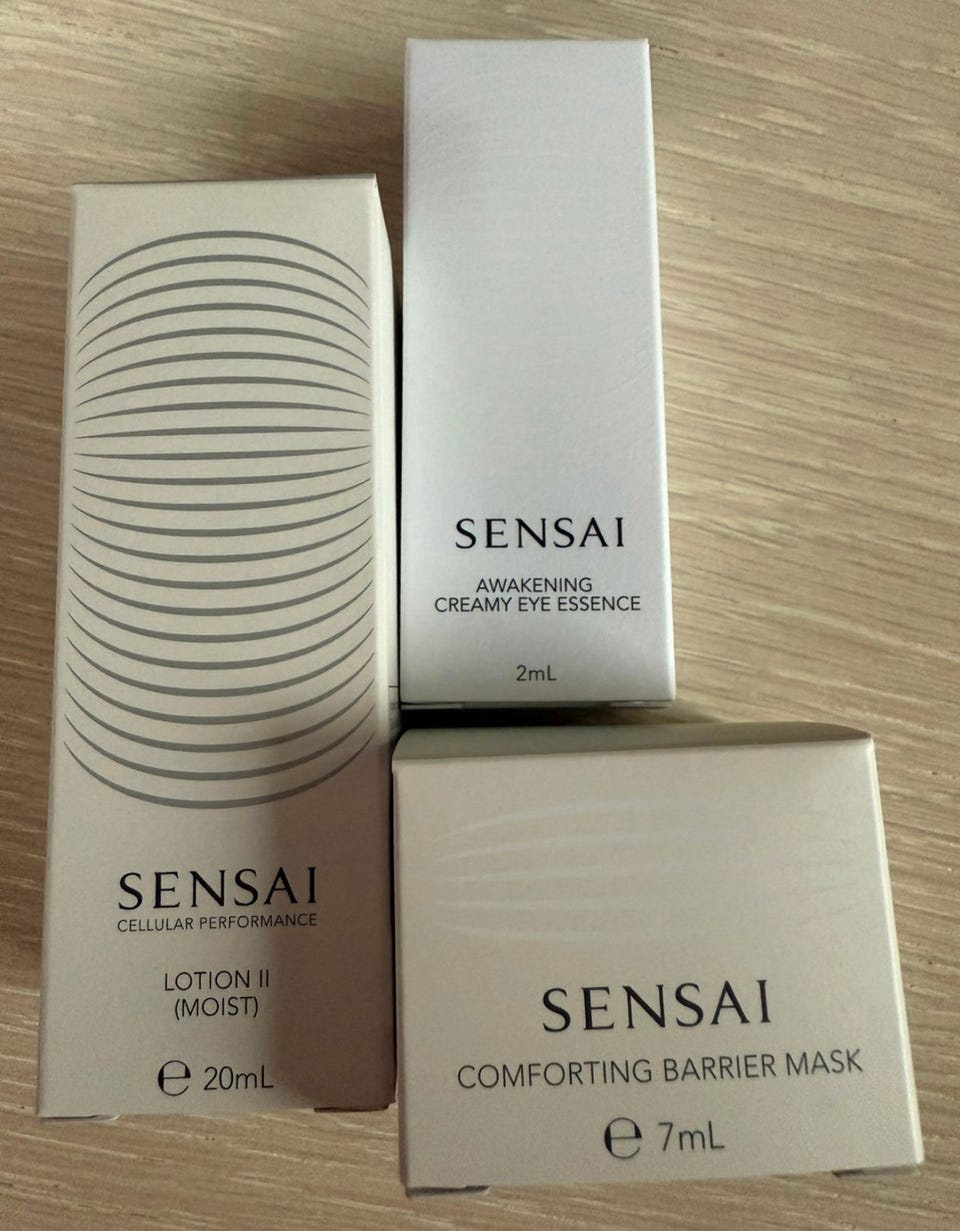 SENSAI
CELLULAR PERFORMANCE
LOTION II
(MOIST)
℮ 20mL
SENSAI
AWAKENING
CREAMY EYE ESSENCE
2mL
SENSAI
COMFORTING BARRIER MASK
℮ 7mL